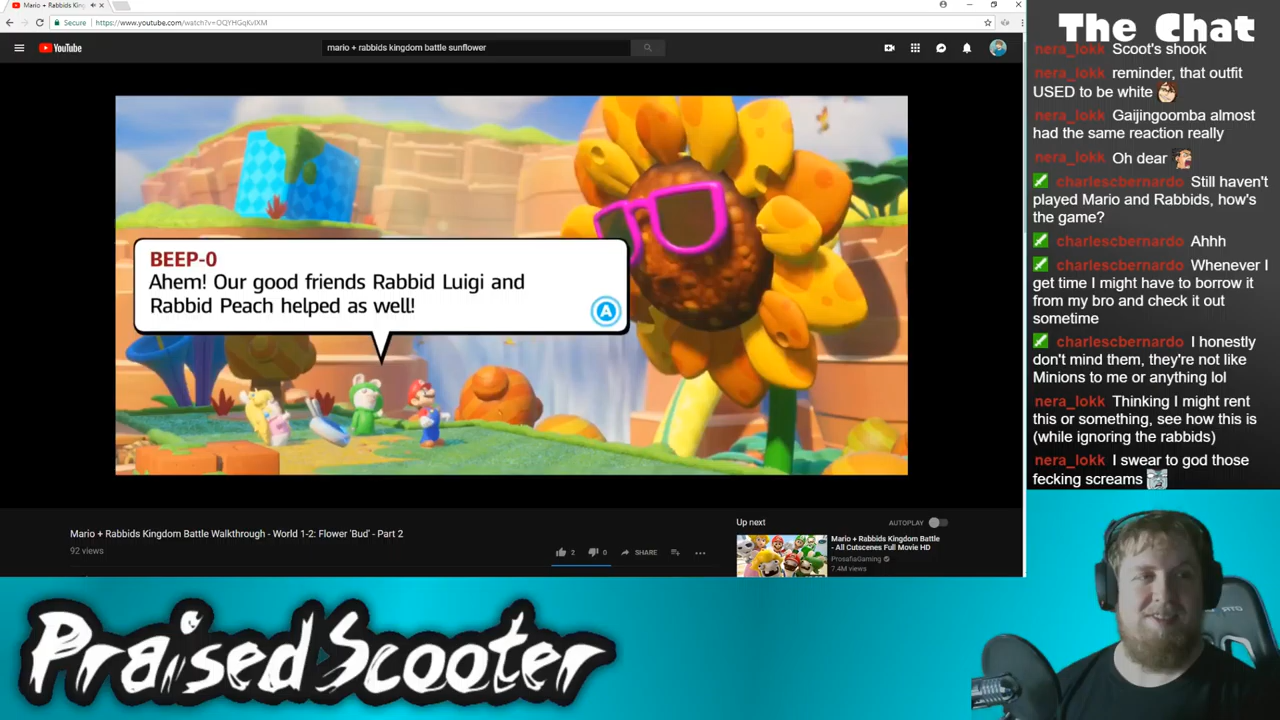 Mario + Rabbids King
Secure
https://www.youtube.com/watch?v=OQYHGqKvIXM
YouTube
mario + rabbids kingdom battle sunflower
BEEP-0
Ahem! Our good friends Rabbid Luigi and
Rabbid Peach helped as well!
A
Mario + Rabbids Kingdom Battle Walkthrough - World 1-2: Flower 'Bud' - Part 2
92 views
2
0
SHARE
Up next
AUTOPLAY
Mario + Rabbids Kingdom Battle
- All Cutscenes Full Movie HD
ProsafiaGaming
7.4M views
The Chat
nera_lokk Scoot's shook
nera_lokk reminder, that outfit
USED to be white
nera_lokk Gaijingoomba almost
had the same reaction really
nera_lokk Oh dear
charlescbernardo Still haven't
played Mario and Rabbids, how's
the game?
charlescbernardo Ahhh
charlescbernardo Whenever I
get time I might have to borrow it
from my bro and check it out
sometime
charlescbernardo I honestly
don't mind them, they're not like
Minions to me or anything lol
nera_lokk Thinking I might rent
this or something, see how this is
(while ignoring the rabbids)
nera_lokk I swear to god those
fecking screams
PraisedScooter